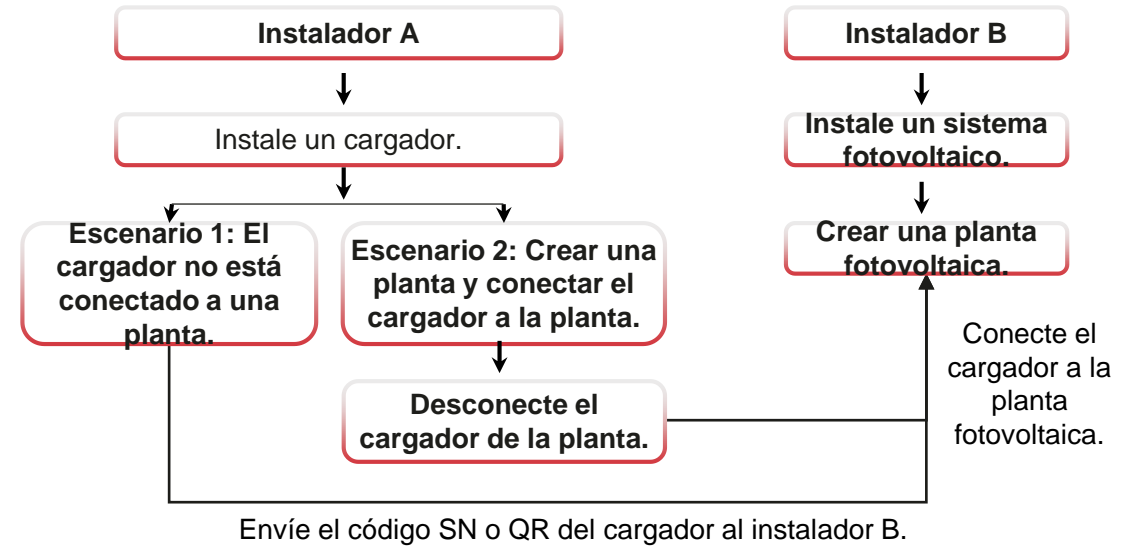 Instalador A
Instalador B
Instale un cargador.
Instale un sistema
fotovoltaico.
Escenario 1: El
cargador no está
conectado a una
planta.
Escenario 2: Crear una
planta y conectar el
cargador a la planta.
Crear una planta
fotovoltaica.
Desconecte el
cargador de la planta.
Conecte el
cargador a la
planta
fotovoltaica.
Envíe el código SN o QR del cargador al instalador B.